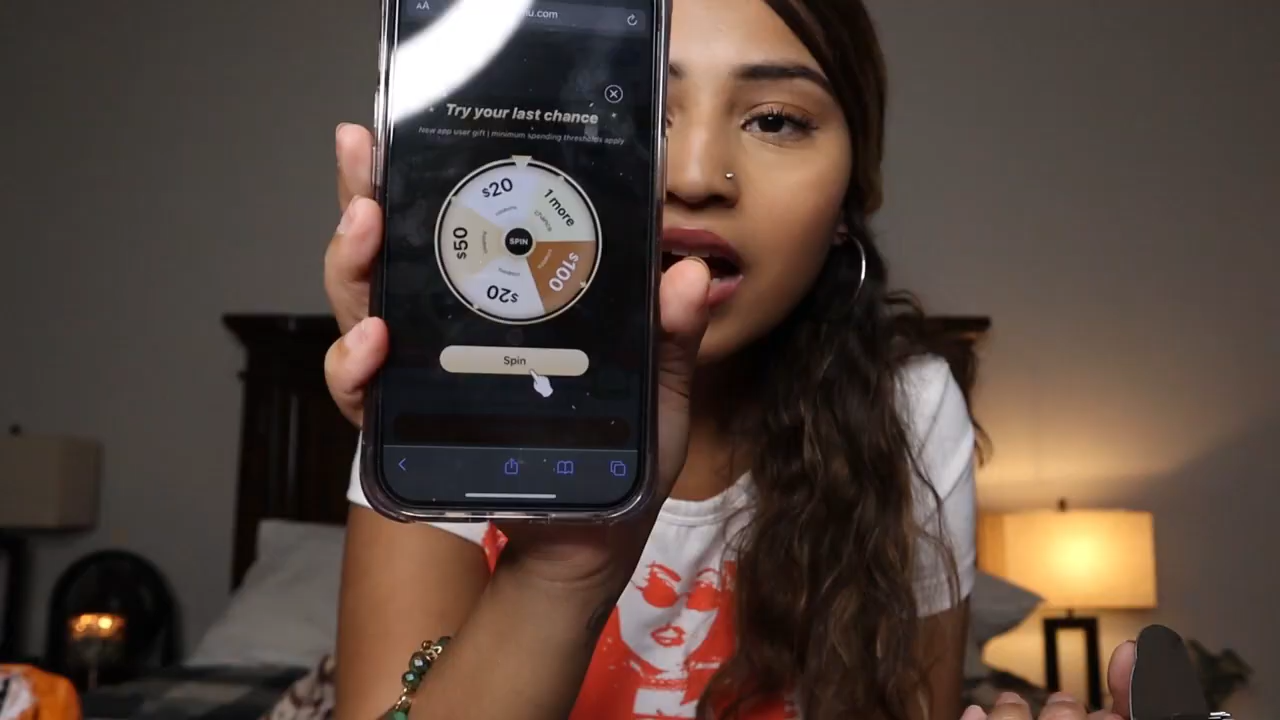 AA
u.com
Try your last chance
New app user gift | minimum spending thresholds apply
$20
1 more
chance
$50
SPIN
$100
$20
Spin